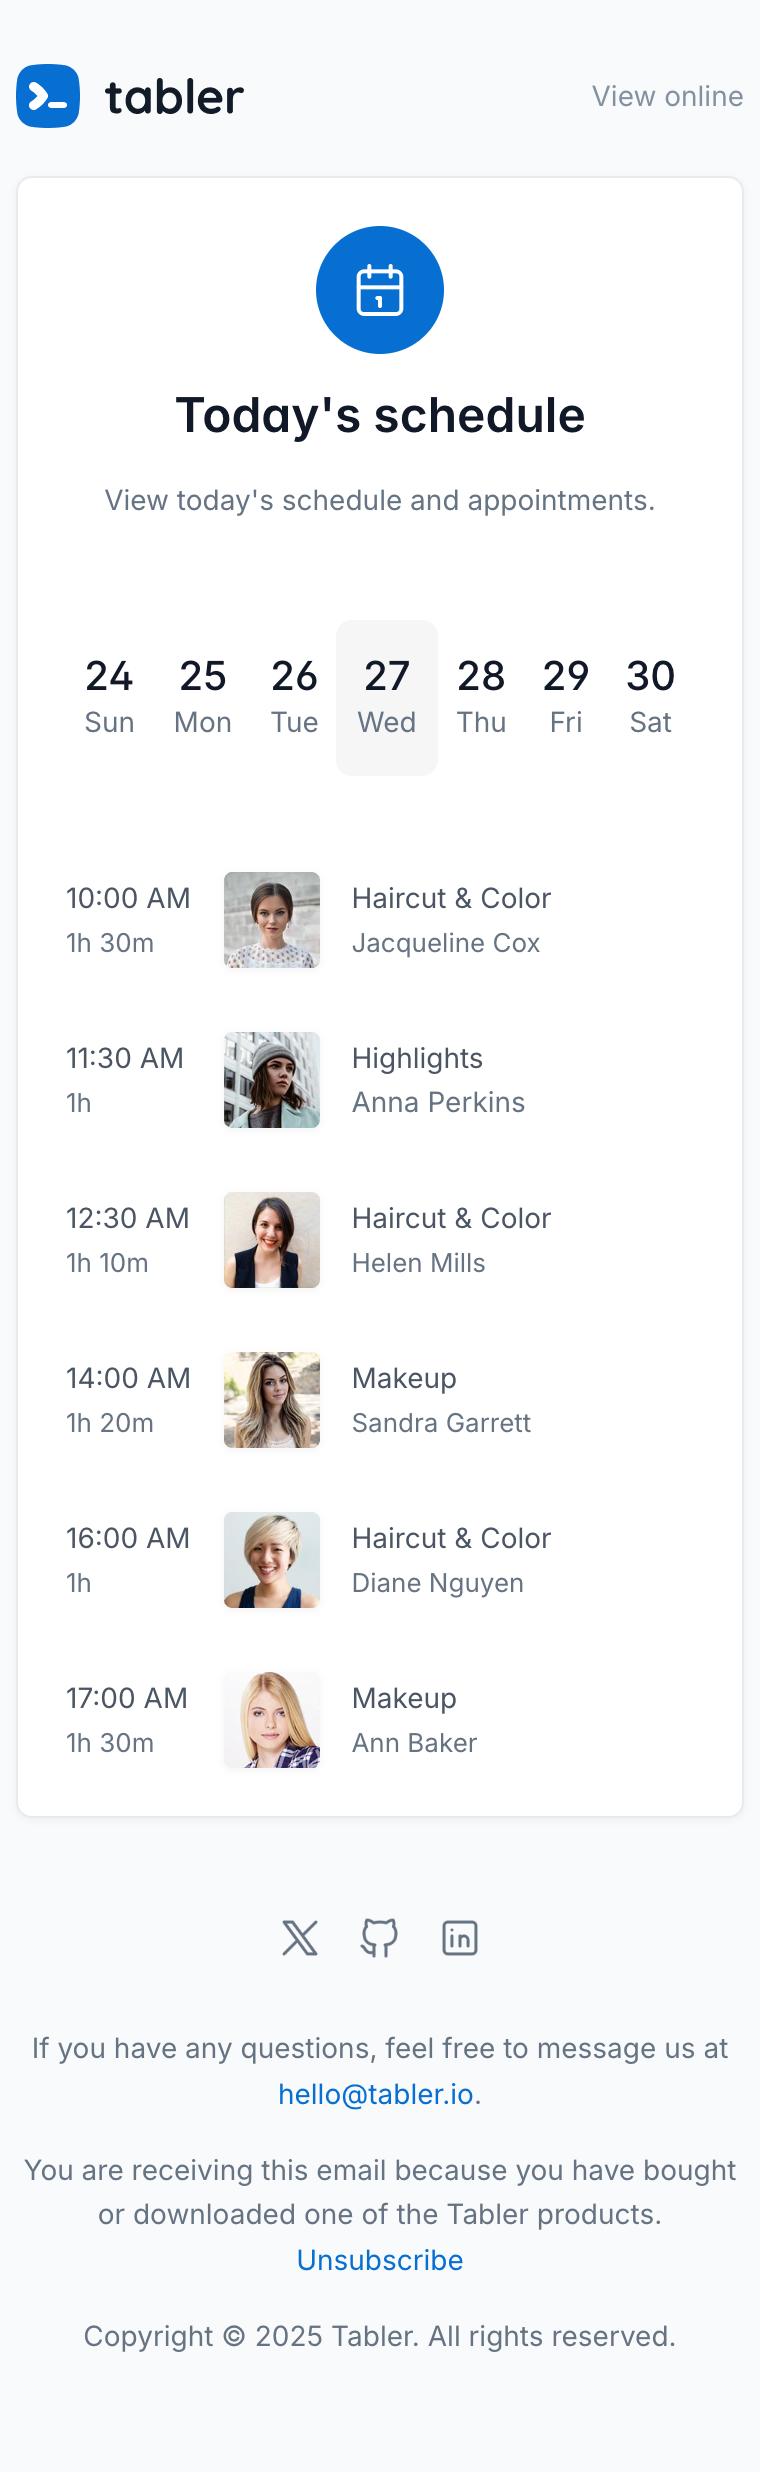 tabler
View online
Today's schedule
View today's schedule and appointments.
24 25 26 27 28 29 30
Sun Mon Tue Wed Thu Fri Sat
10:00 AM Haircut & Color
1h 30m Jacqueline Cox
11:30 AM Highlights
1h Anna Perkins
12:30 AM Haircut & Color
1h 10m Helen Mills
14:00 AM Makeup
1h 20m Sandra Garrett
16:00 AM Haircut & Color
1h Diane Nguyen
17:00 AM Makeup
1h 30m Ann Baker
If you have any questions, feel free to message us at
hello@tabler.io.
You are receiving this email because you have bought
or downloaded one of the Tabler products.
Unsubscribe
Copyright © 2025 Tabler. All rights reserved.